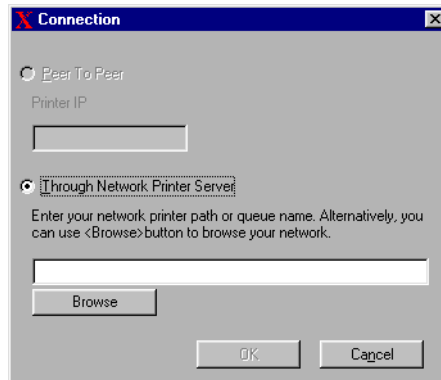 Connection
Peer To Peer
Printer IP
Through Network Printer Server
Enter your network printer path or queue name. Alternatively, you
can use <Browse>button to browse your network.
Browse
OK
Cancel